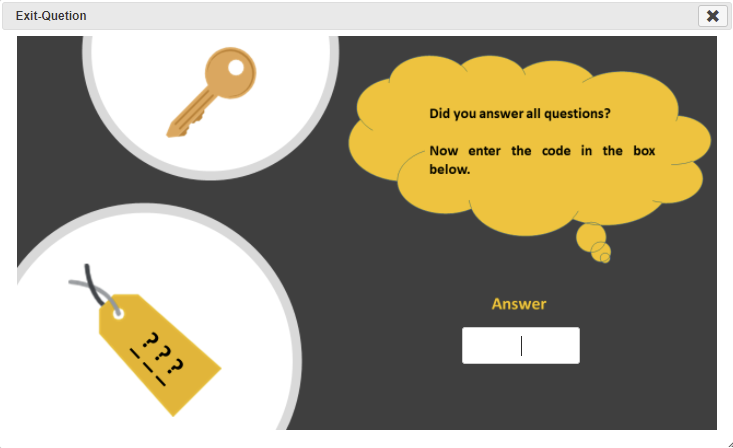 Exit-Quetion
Did you answer all questions?
Now enter the code in the box
below.
? ? ?
_ _ _
Answer